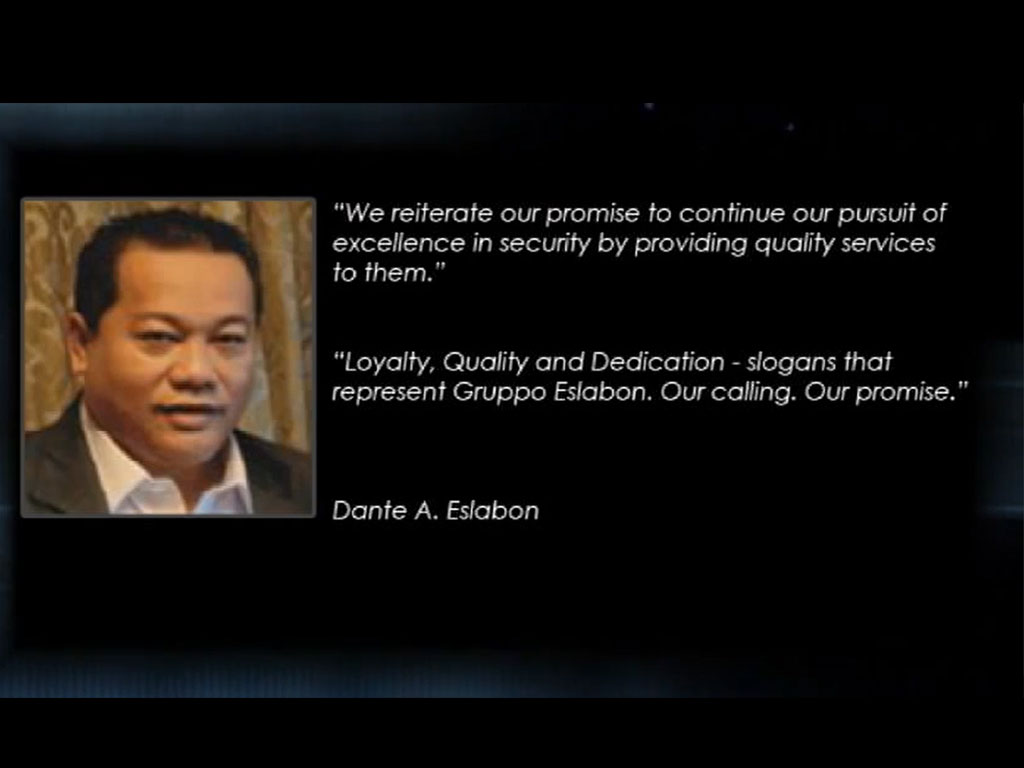 “We reiterate our promise to continue our pursuit of
excellence in security by providing quality services
to them.”
“Loyalty, Quality and Dedication - slogans that
represent Gruppo Eslabon. Our calling. Our promise.”
Dante A. Eslabon